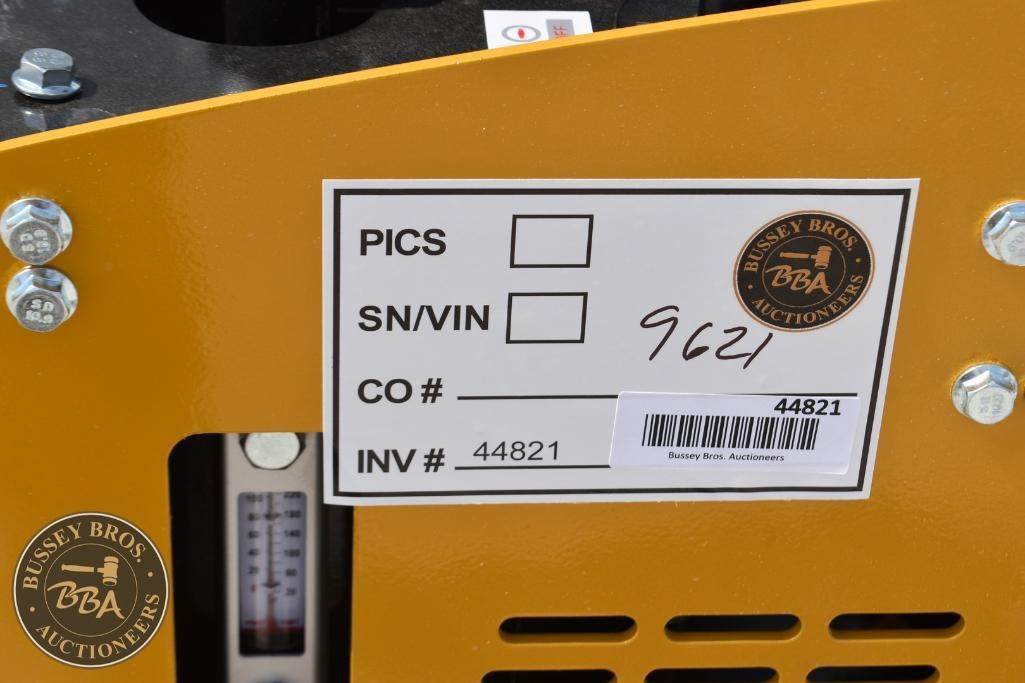 OFF
PICS
BUSSEY BROS.
BBA
AUCTIONEERS
SN/VIN
9621
CO #
44821
INV # 44821
Bussey Bros. Auctioneers
BUSSEY BROS.
BBA
AUCTIONEERS